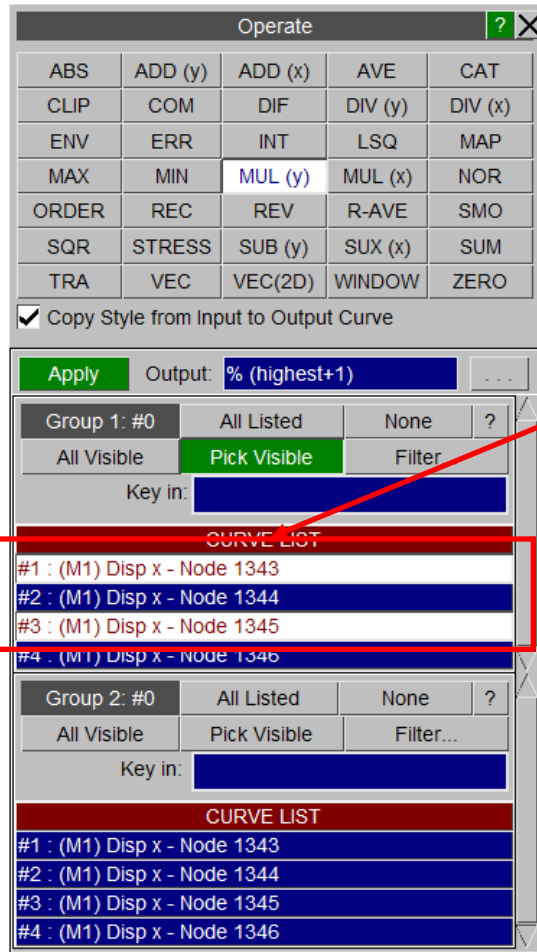 Operate ? X
ABS ADD (y) ADD (x) AVE CAT
CLIP COM DIF DIV (y) DIV (x)
ENV ERR INT LSQ MAP
MAX MIN MUL (y) MUL (x) NOR
ORDER REC REV R-AVE SMO
SQR STRESS SUB (y) SUX (x) SUM
TRA VEC VEC(2D) WINDOW ZERO
Copy Style from Input to Output Curve
Apply Output: % (highest+1) ...
Group 1: #0 All Listed None ?
All Visible Pick Visible Filter
Key in:
CURVE LIST
#1 : (M1) Disp x - Node 1343
#2 : (M1) Disp x - Node 1344
#3 : (M1) Disp x - Node 1345
#4 : (M1) Disp x - Node 1346
Group 2: #0 All Listed None ?
All Visible Pick Visible Filter...
Key in:
CURVE LIST
#1 : (M1) Disp x - Node 1343
#2 : (M1) Disp x - Node 1344
#3 : (M1) Disp x - Node 1345
#4 : (M1) Disp x - Node 1346